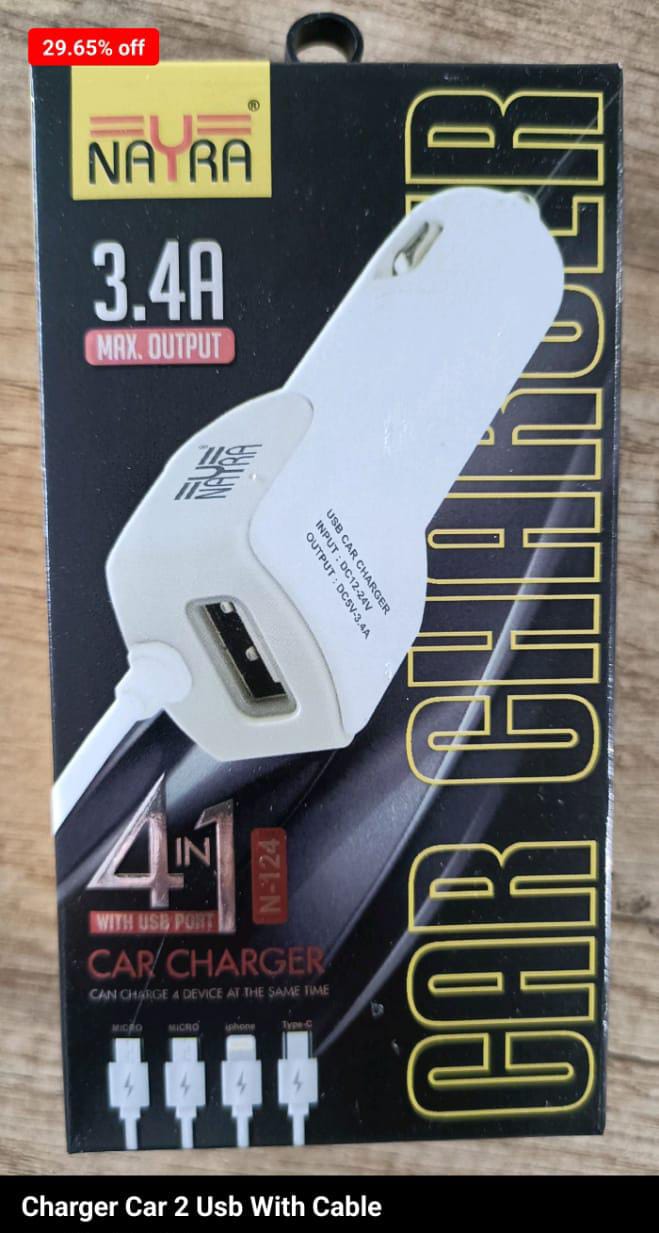 29.65% off
NAYRA
®
3.4A
MAX. OUTPUT
NAYRA
USB CAR CHARGER
INPUT : DC12-24V
OUTPUT : DC5V-3.4A
4 IN 1
WITH USB PORT
N-124
CAR CHARGER
CAN CHARGE 4 DEVICE AT THE SAME TIME
MICRO MICRO iphone Type-C
CAR CHARGER
Charger Car 2 Usb With Cable